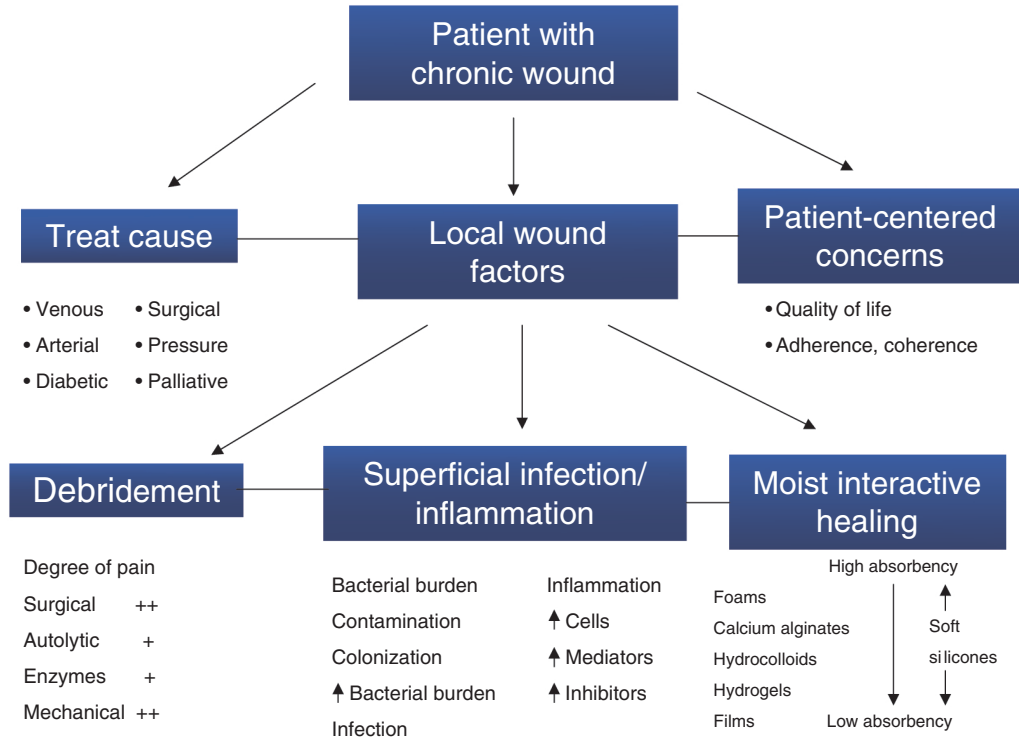 Patient with
chronic wound
Treat cause
Local wound
factors
Patient-centered
concerns
• Venous
• Arterial
• Diabetic
• Surgical
• Pressure
• Palliative
• Quality of life
• Adherence, coherence
Debridement
Superficial infection/
inflammation
Moist interactive
healing
Degree of pain
Surgical ++
Autolytic +
Enzymes +
Mechanical ++
Bacterial burden
Contamination
Colonization
↑ Bacterial burden
Infection
Inflammation
↑ Cells
↑ Mediators
↑ Inhibitors
High absorbency
Foams
Calcium alginates
Hydrocolloids
Hydrogels
Films
Soft
silicones
Low absorbency